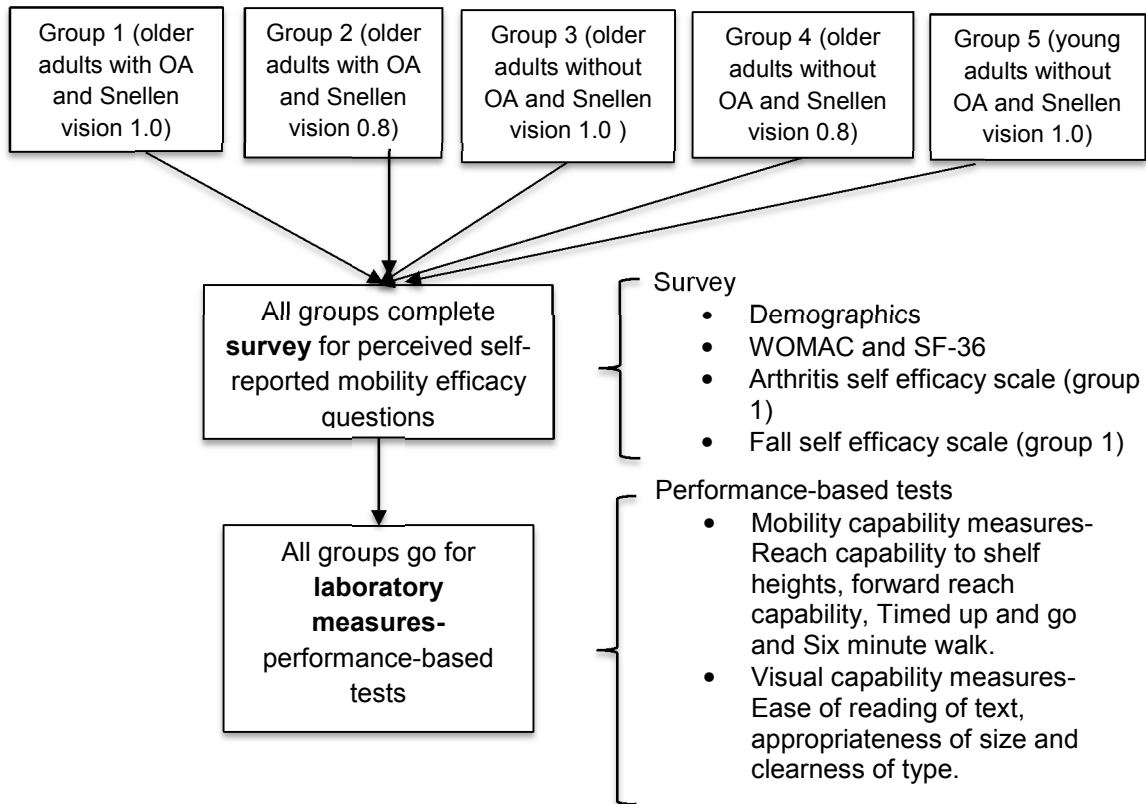 Group 1 (older
adults with OA
and Snellen
vision 1.0)
Group 2 (older
adults with OA
and Snellen
vision 0.8)
Group 3 (older
adults without
OA and Snellen
vision 1.0 )
Group 4 (older
adults without
OA and Snellen
vision 0.8)
Group 5 (young
adults without
OA and Snellen
vision 1.0)
All groups complete
survey for perceived self-
reported mobility efficacy
questions
Survey
• Demographics
• WOMAC and SF-36
• Arthritis self efficacy scale (group
1)
• Fall self efficacy scale (group 1)
All groups go for
laboratory
measures-
performance-based
tests
Performance-based tests
• Mobility capability measures-
Reach capability to shelf
heights, forward reach
capability, Timed up and go
and Six minute walk.
• Visual capability measures-
Ease of reading of text,
appropriateness of size and
clearness of type.